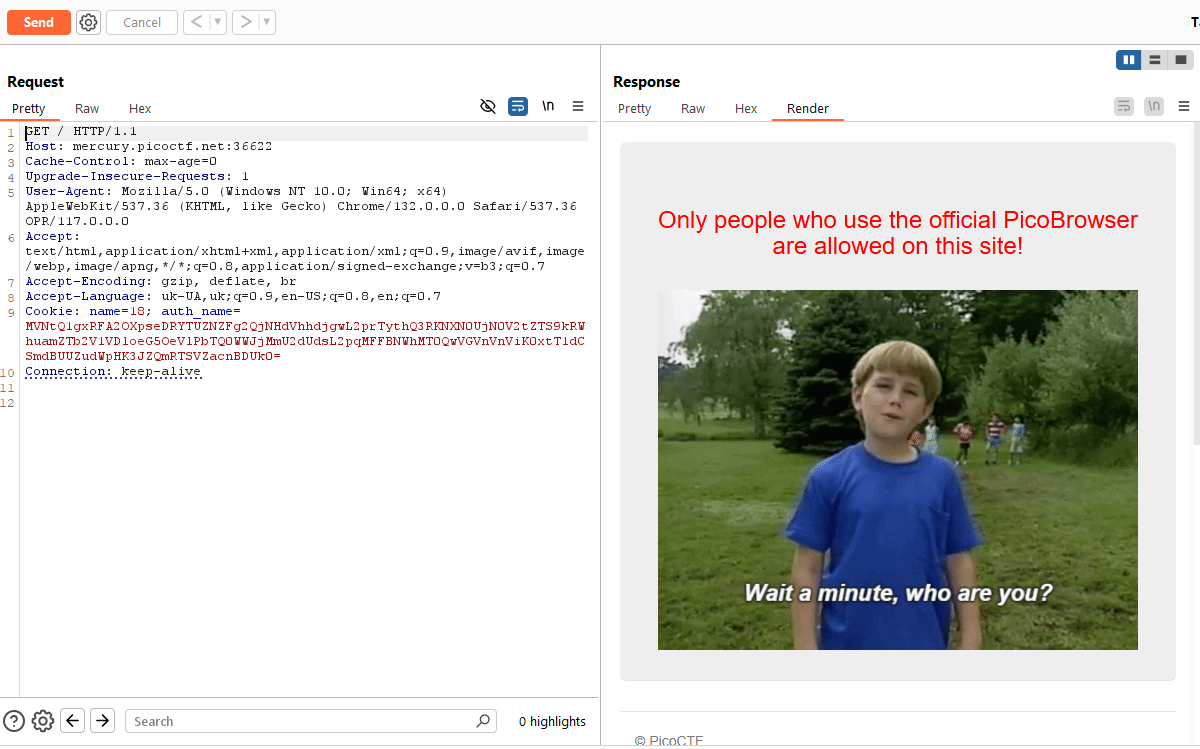 Send
Cancel
T
Request
Response
Pretty Raw Hex
\n
Pretty Raw Hex Render
\n
1 GET / HTTP/1.1
2 Host: mercury.picoctf.net:36622
3 Cache-Control: max-age=0
4 Upgrade-Insecure-Requests: 1
5 User-Agent: Mozilla/5.0 (Windows NT 10.0; Win64; x64)
AppleWebKit/537.36 (KHTML, like Gecko) Chrome/132.0.0.0 Safari/537.36
OPR/117.0.0.0
6 Accept:
text/html,application/xhtml+xml,application/xml;q=0.9,image/avif,image
/webp,image/apng,*/*;q=0.8,application/signed-exchange;v=b3;q=0.7
7 Accept-Encoding: gzip, deflate, br
8 Accept-Language: uk-UA,uk;q=0.9,en-US;q=0.8,en;q=0.7
9 Cookie: name=18; auth_name=
10 Connection: keep-alive
11
12
Only people who use the official PicoBrowser
are allowed on this site!
Wait a minute, who are you?
Search
0 highlights
© PicoCTF